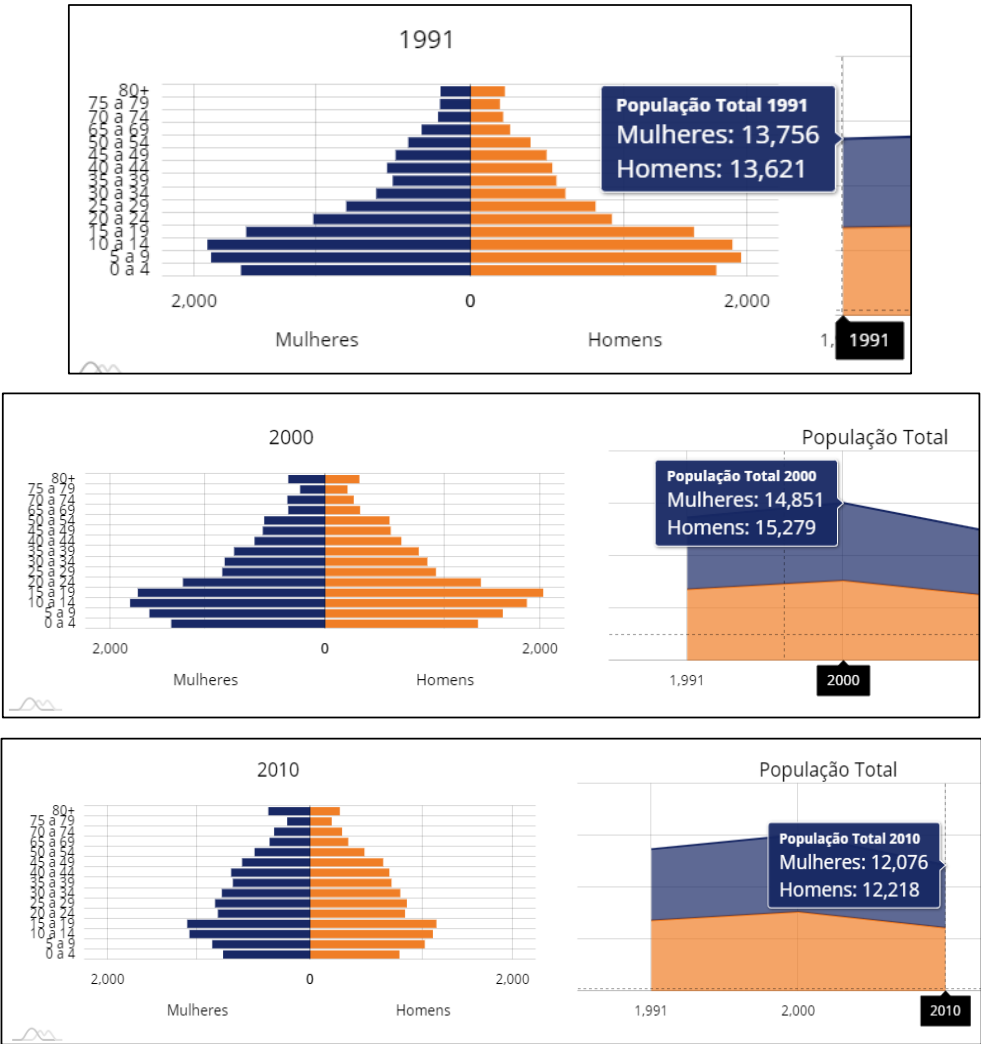 1991
80+
75 a 79
70 a 74
65 a 69
50 a 54
45 a 49
40 a 44
35 a 39
30 a 34
25 a 29
20 a 24
15 a 19
10 a 14
5 a 9
0 a 4
2,000 0 2,000
Mulheres Homens
População Total 1991
Mulheres: 13,756
Homens: 13,621
1, 1991
2000
80+
75 a 79
70 a 74
65 a 69
50 a 54
45 a 49
40 a 44
35 a 39
30 a 34
25 a 29
20 a 24
15 a 19
10 a 14
5 a 9
0 a 4
2,000 0 2,000
Mulheres Homens
População Total
População Total 2000
Mulheres: 14,851
Homens: 15,279
1,991 2000
2010
80+
75 a 79
70 a 74
65 a 69
50 a 54
45 a 49
40 a 44
35 a 39
30 a 34
25 a 29
20 a 24
15 a 19
10 a 14
5 a 9
0 a 4
2,000 0 2,000
Mulheres Homens
População Total
População Total 2010
Mulheres: 12,076
Homens: 12,218
1,991 2,000 2010